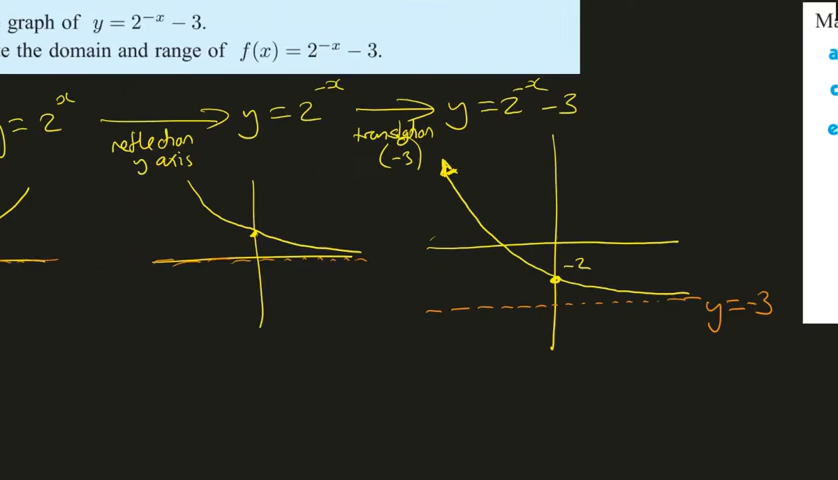 graph of y = 2⁻ˣ − 3.
e the domain and range of f(x) = 2⁻ˣ − 3.
Ma
a
c
e
y = 2ˣ
reflection
y axis
y = 2⁻ˣ
translation
(-3)
y = 2⁻ˣ - 3
-2
y = -3